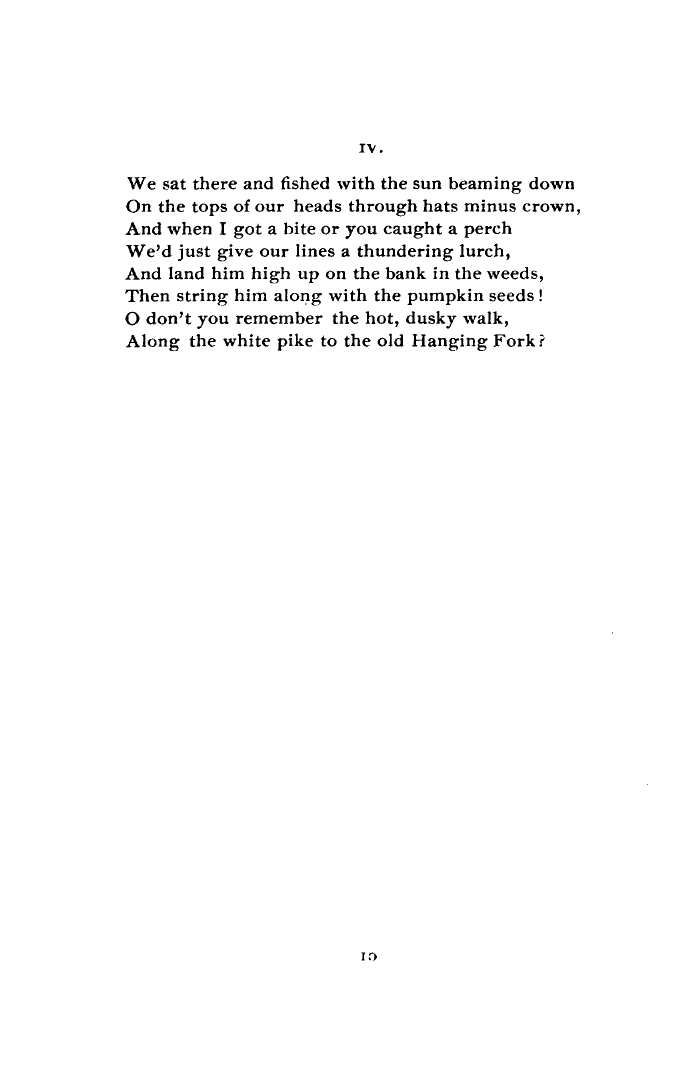 IV.
We sat there and fished with the sun beaming down
On the tops of our heads through hats minus crown,
And when I got a bite or you caught a perch
We'd just give our lines a thundering lurch,
And land him high up on the bank in the weeds,
Then string him along with the pumpkin seeds!
O don't you remember the hot, dusky walk,
Along the white pike to the old Hanging Fork?
10